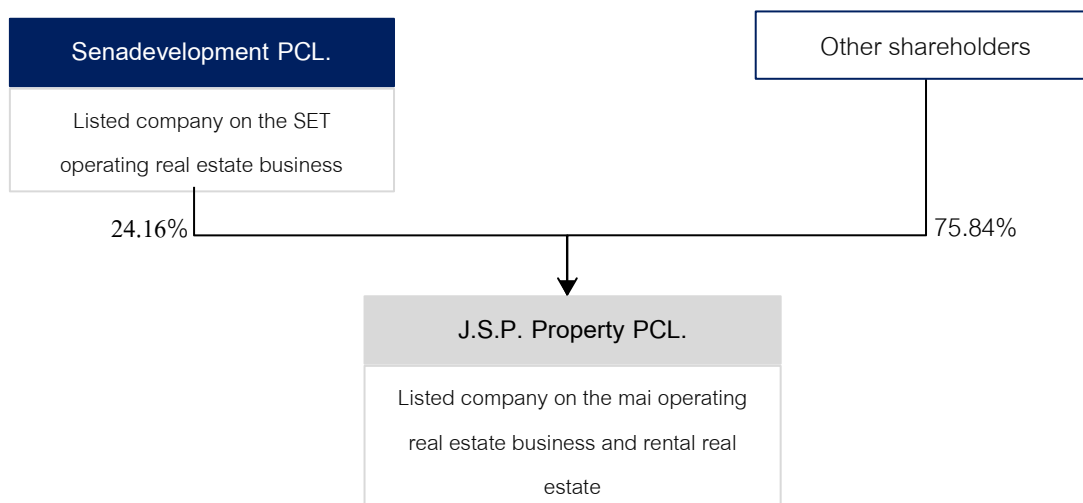 Senadevelopment PCL.
Listed company on the SET
operating real estate business
Other shareholders
24.16%
75.84%
J.S.P. Property PCL.
Listed company on the mai operating
real estate business and rental real
estate